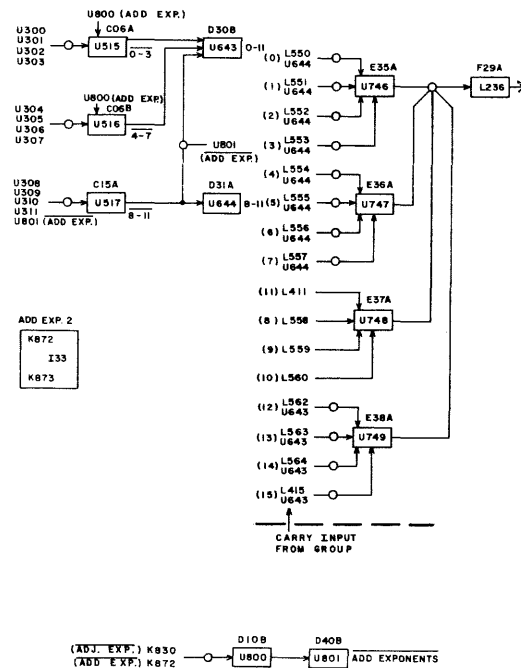 U800 (ADD EXP.)
C06A
D30B
U300
U301
U302
U303
U515
0-3
U643
0-11
U800 (ADD EXP.)
C06B
U304
U305
U306
U307
U516
4-7
U801
(ADD EXP.)
U308
U309
U310
U311
U801 (ADD EXP.)
C15A
U517
8-11
D31A
U644
8-11
ADD EXP. 2
K872
I33
K873
(0) L550
U644
(1) L551
U644
(2) L552
U644
(3) L553
U644
E35A
U746
(4) L554
U644
(5) L555
U644
(6) L556
U644
(7) L557
U644
E36A
U747
(11) L411
(8) L558
(9) L559
(10) L560
E37A
U748
(12) L562
U643
(13) L563
U643
(14) L564
U643
(15) L415
U643
E38A
U749
F29A
L236
CARRY INPUT
FROM GROUP
(ADJ. EXP.) K830
(ADD EXP.) K872
D10B
U800
D40B
U801
ADD EXPONENTS